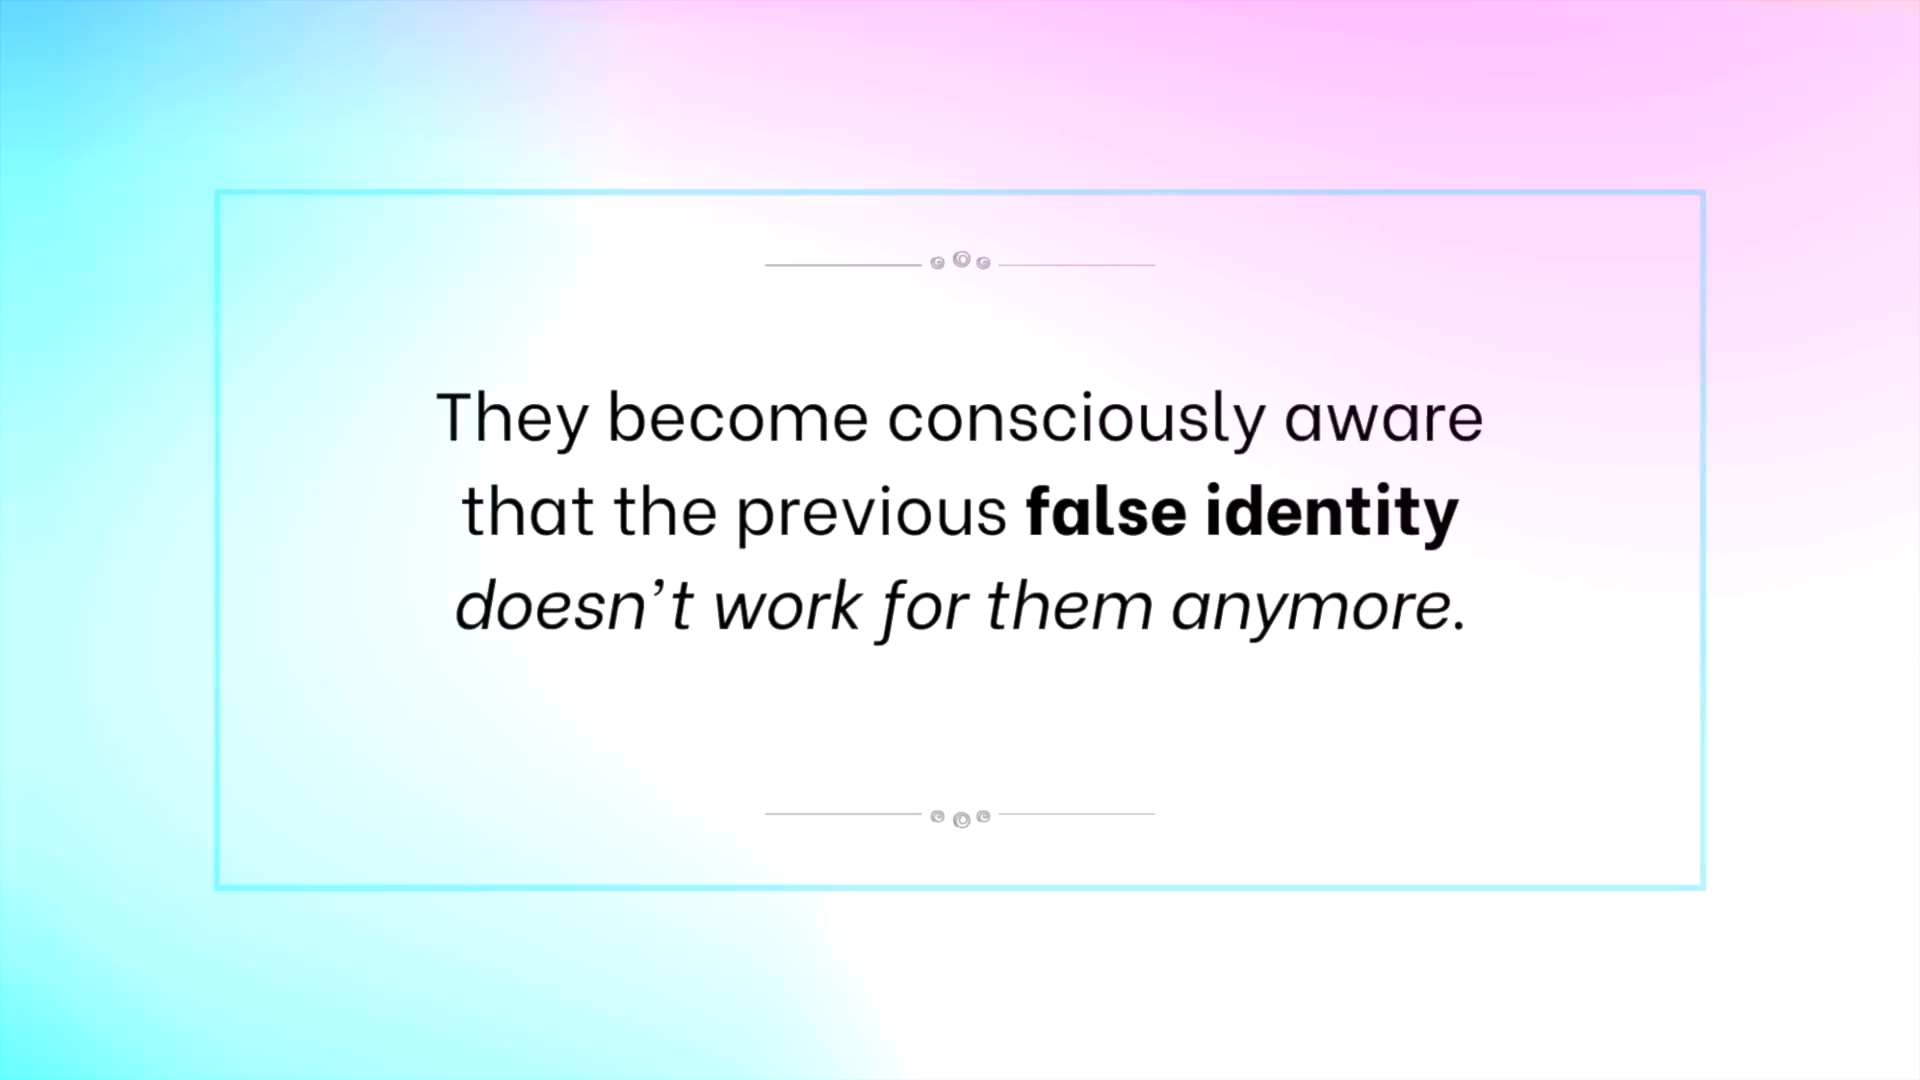 They become consciously aware
that the previous false identity
doesn’t work for them anymore.